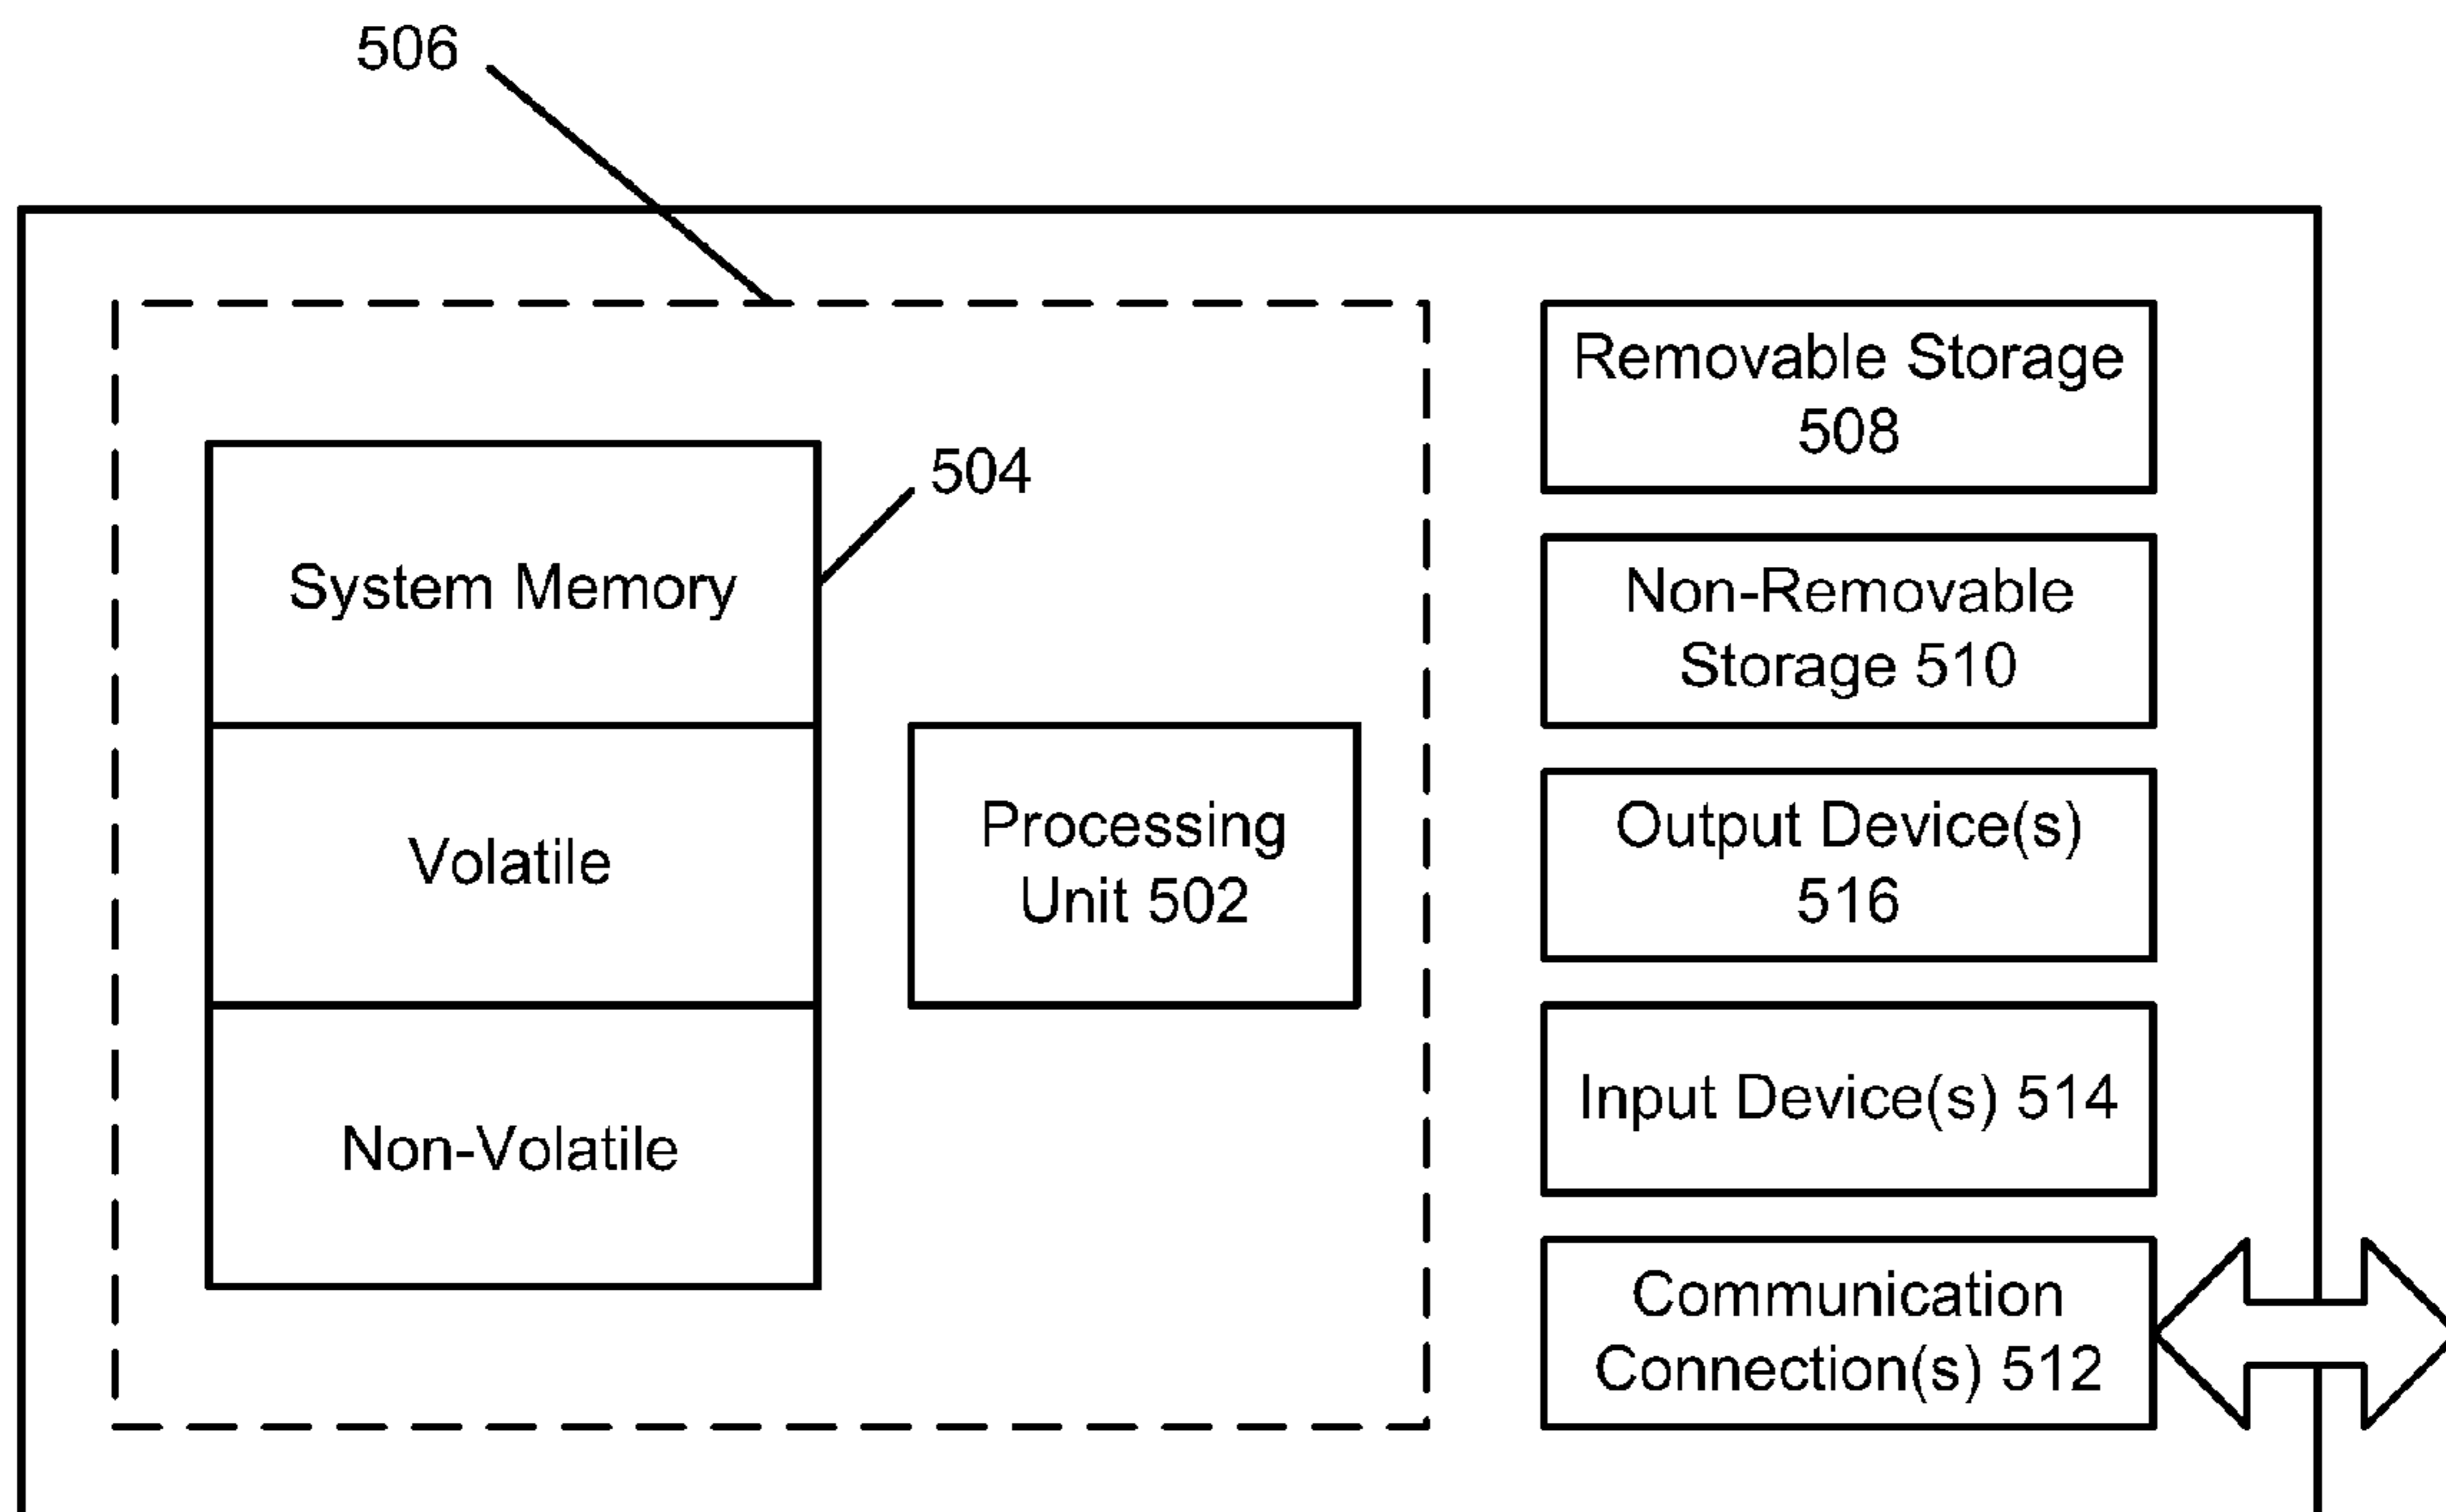 506
504
System Memory
Volatile
Non-Volatile
Processing
Unit 502
Removable Storage
508
Non-Removable
Storage 510
Output Device(s)
516
Input Device(s) 514
Communication
Connection(s) 512